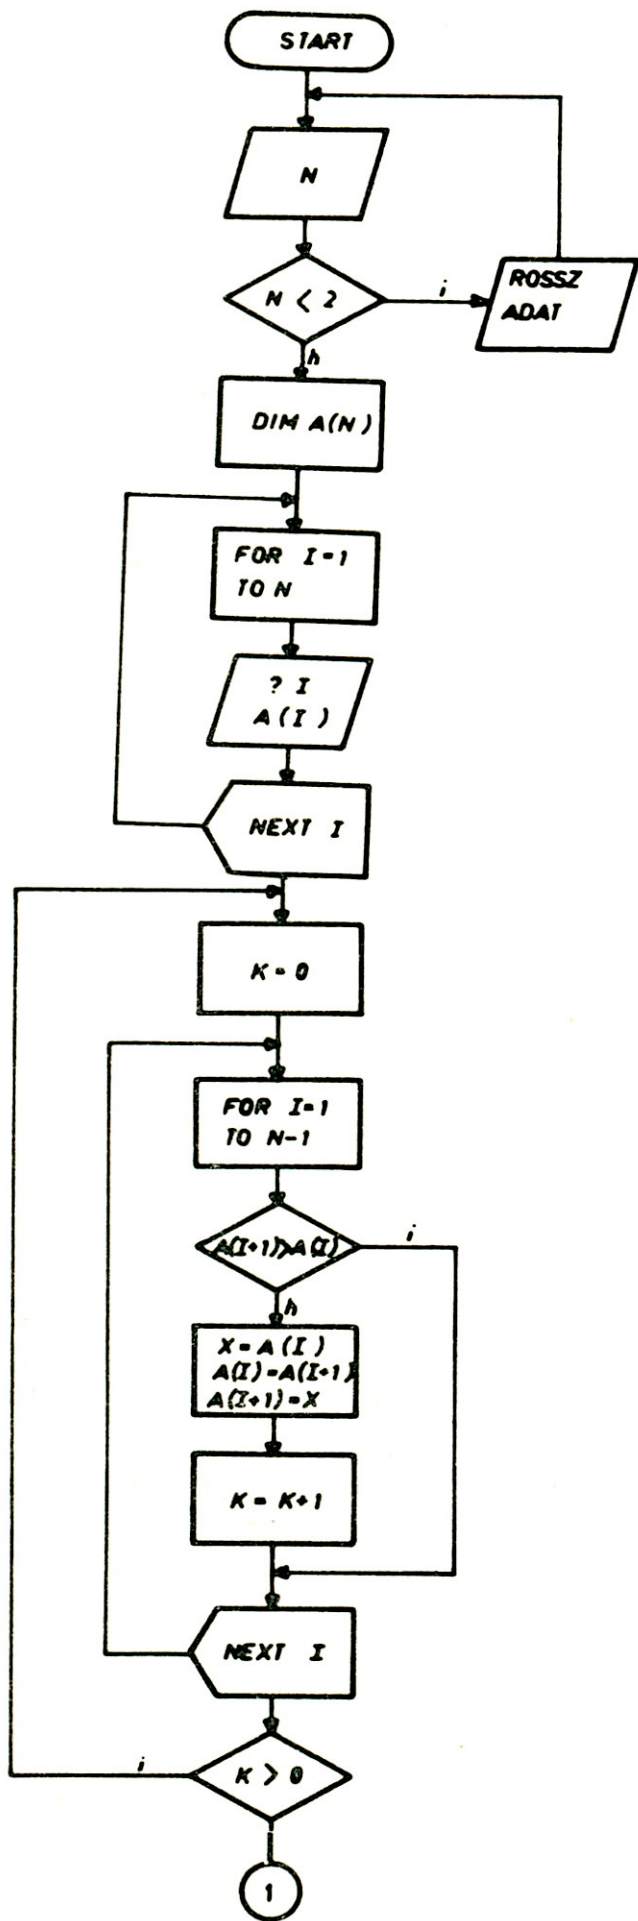 START
N
N < 2
i
ROSSZ
ADAT
h
DIM A(N)
FOR I=1
TO N
? I
A(I)
NEXT I
K = 0
FOR I=1
TO N-1
A(I+1)>A(I)
i
h
X = A(I)
A(I)=A(I+1)
A(I+1)=X
K = K+1
NEXT I
K > 0
i
1